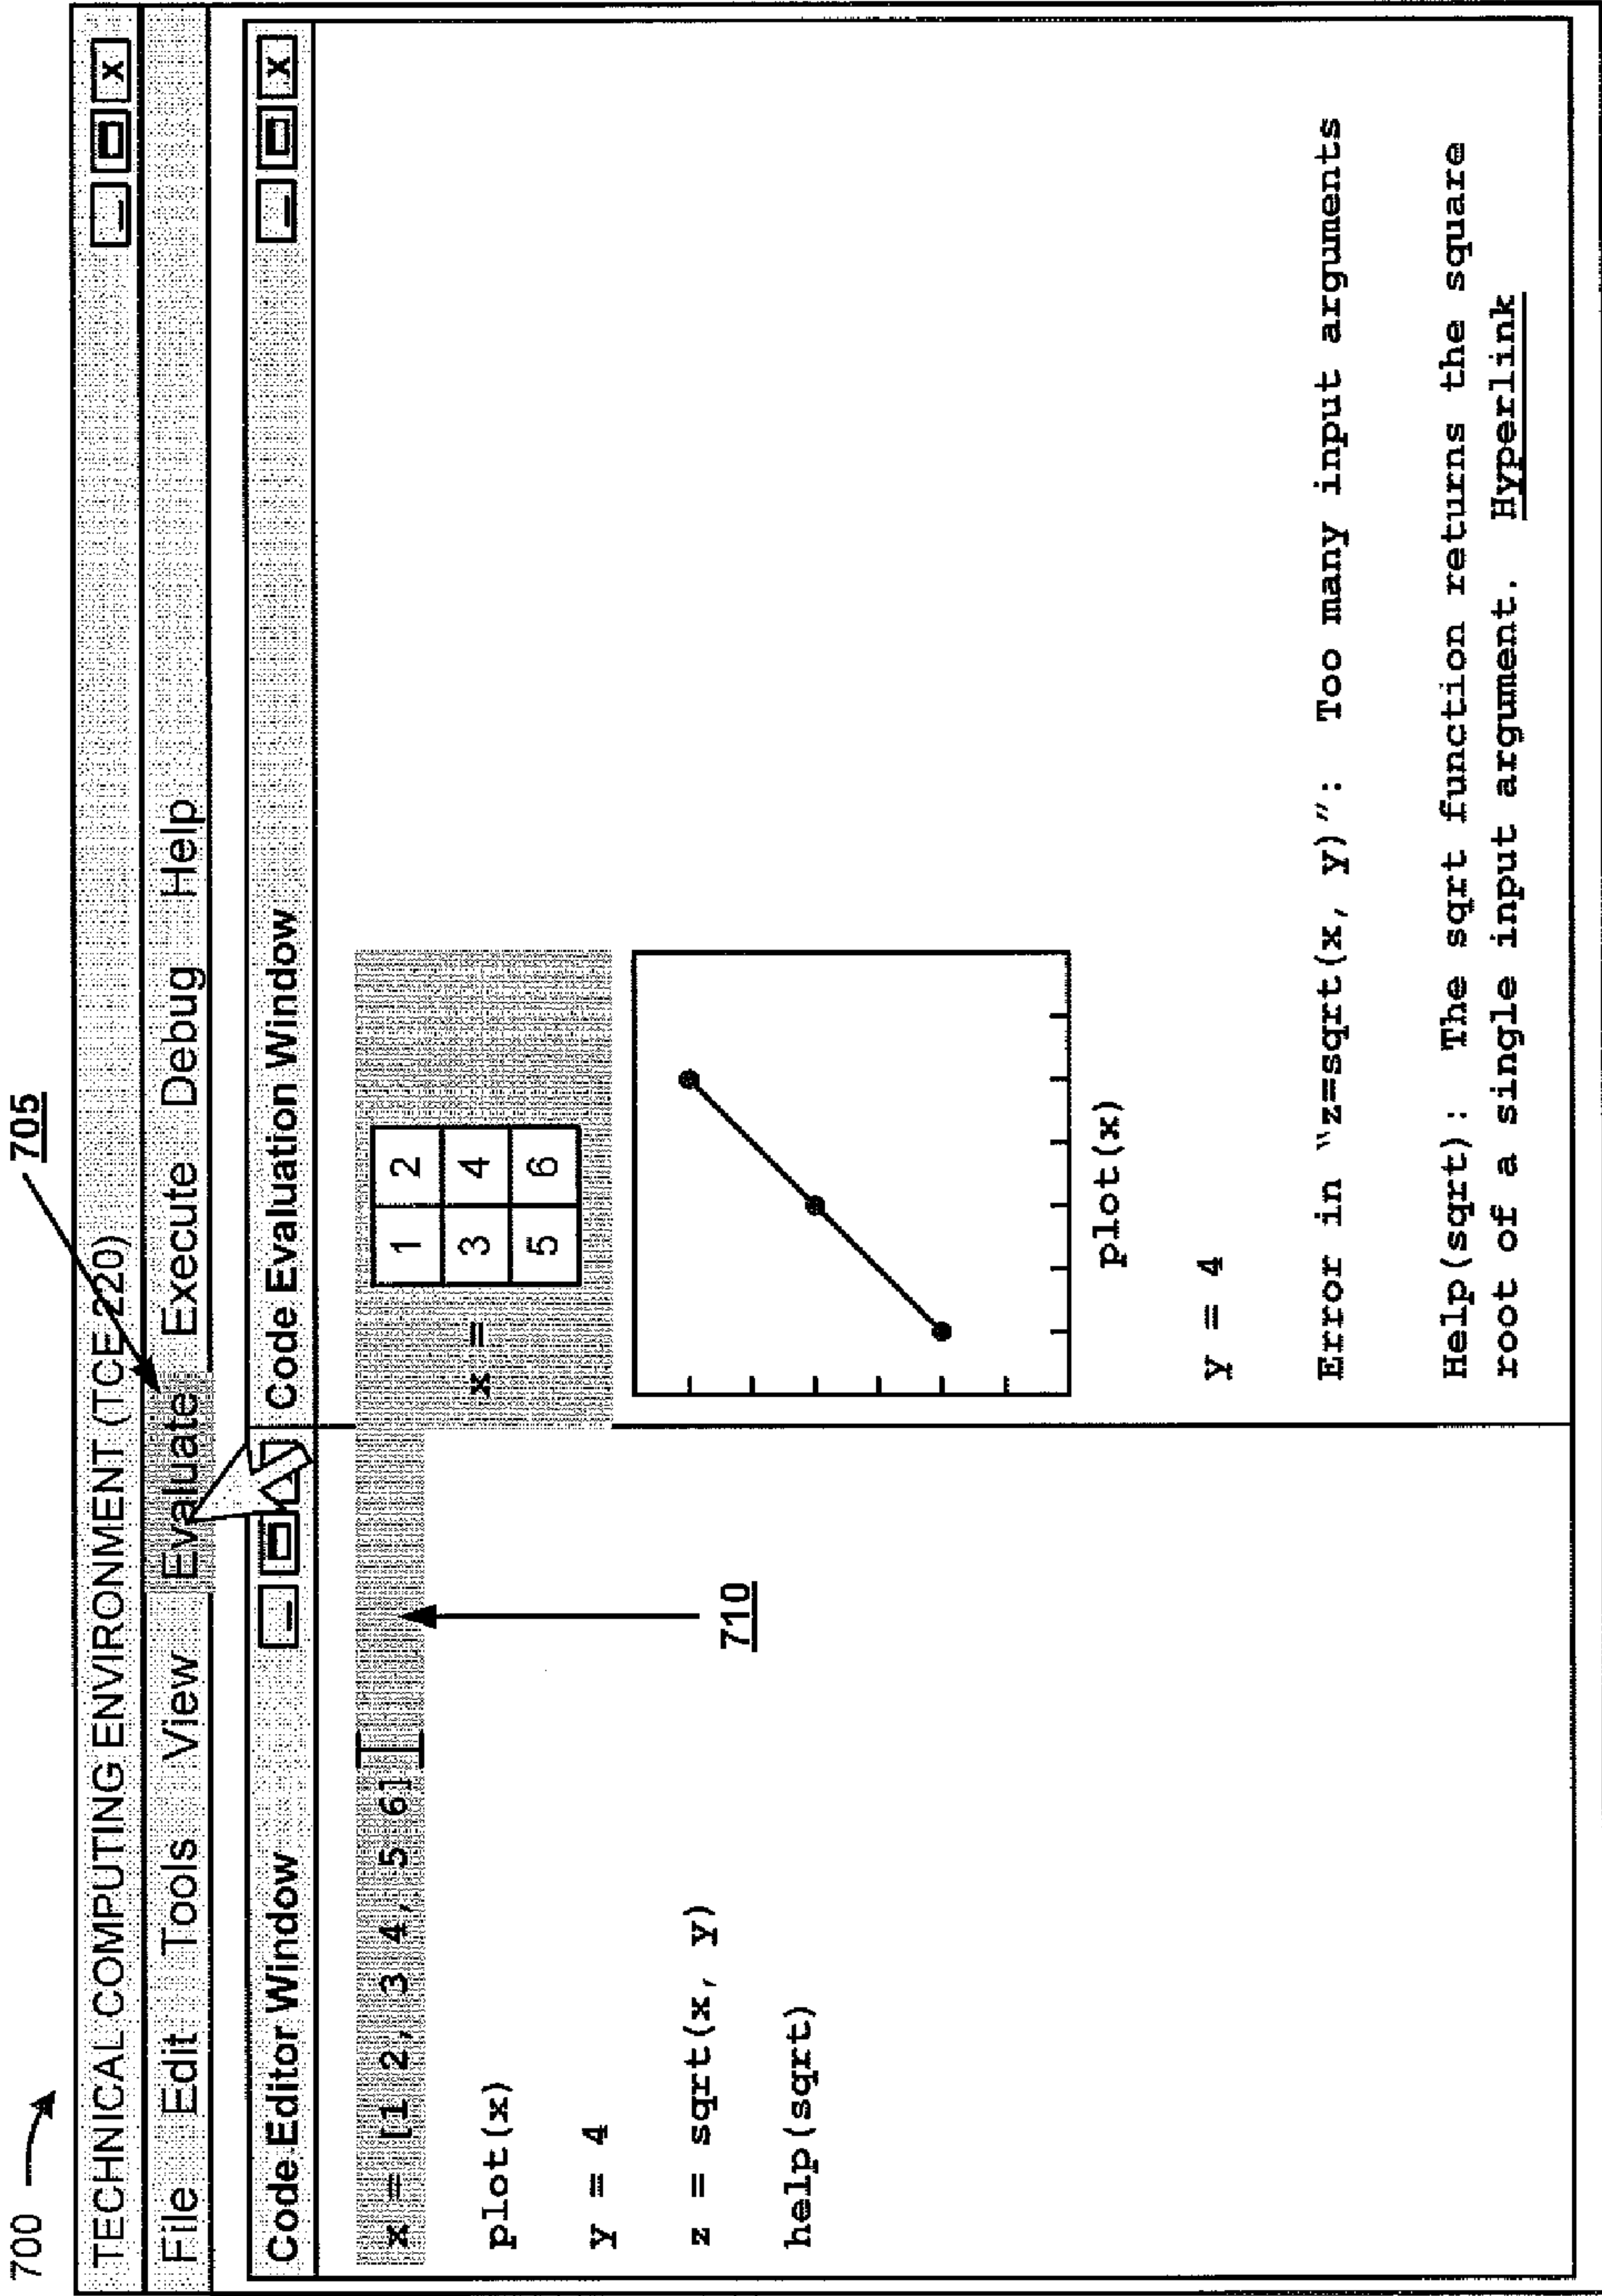 700
705
TECHNICAL COMPUTING ENVIRONMENT (TCE 220)
File Edit Tools View Evaluate Execute Debug Help
Code Editor Window
x = [1 2, 3 4, 5 6]
710
plot(x)
y = 4
z = sqrt(x, y)
help(sqrt)
Code Evaluation Window
x =
1 2
3 4
5 6
plot(x)
y = 4
Error in "z=sqrt(x, y)": Too many input arguments
Help(sqrt): The sqrt function returns the square
root of a single input argument. Hyperlink